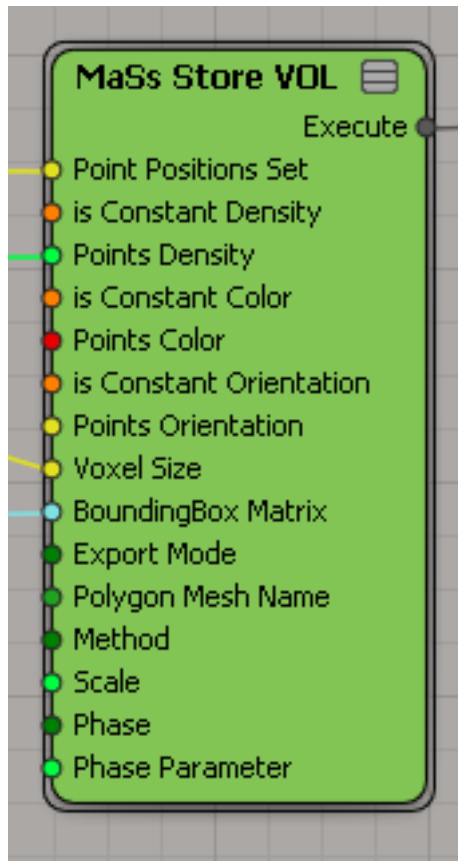 MaSs Store VOL
Execute
Point Positions Set
is Constant Density
Points Density
is Constant Color
Points Color
is Constant Orientation
Points Orientation
Voxel Size
BoundingBox Matrix
Export Mode
Polygon Mesh Name
Method
Scale
Phase
Phase Parameter